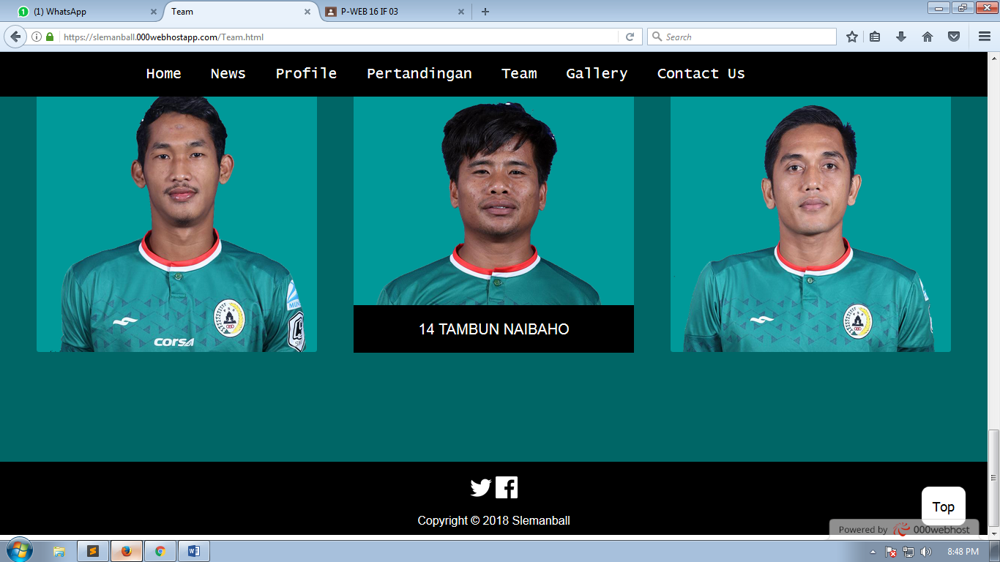 (1) WhatsApp
Team
P-WEB 16 IF 03
https://slemanball.000webhostapp.com/Team.html
Search
Home News Profile Pertandingan Team Gallery Contact Us
CORSA
14 TAMBUN NAIBAHO
Top
Copyright © 2018 Slemanball
Powered by 000webhost
8:48 PM